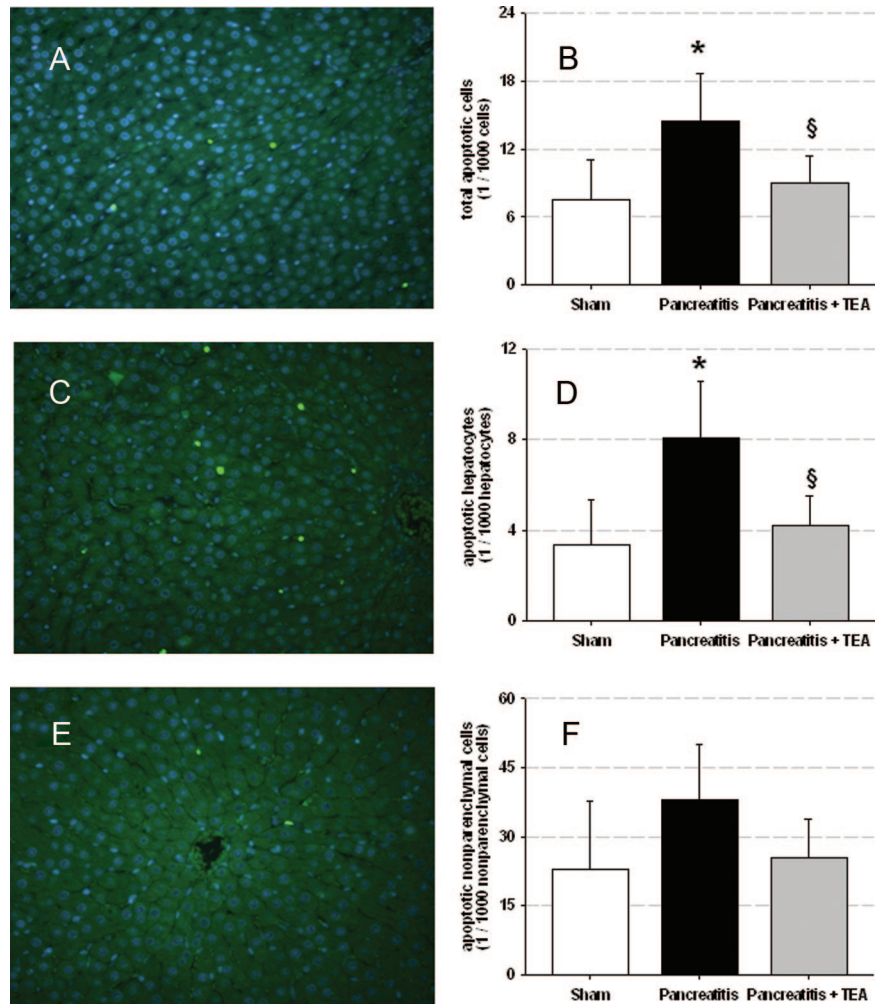 A
B
total apoptotic cells
(1 / 1000 cells)
24
18
12
6
0
*
§
Sham
Pancreatitis
Pancreatitis + TEA
C
D
apoptotic hepatocytes
(1 / 1000 hepatocytes)
12
8
4
0
*
§
Sham
Pancreatitis
Pancreatitis + TEA
E
F
apoptotic nonparenchymal cells
(1 / 1000 nonparenchymal cells)
60
45
30
15
0
Sham
Pancreatitis
Pancreatitis + TEA